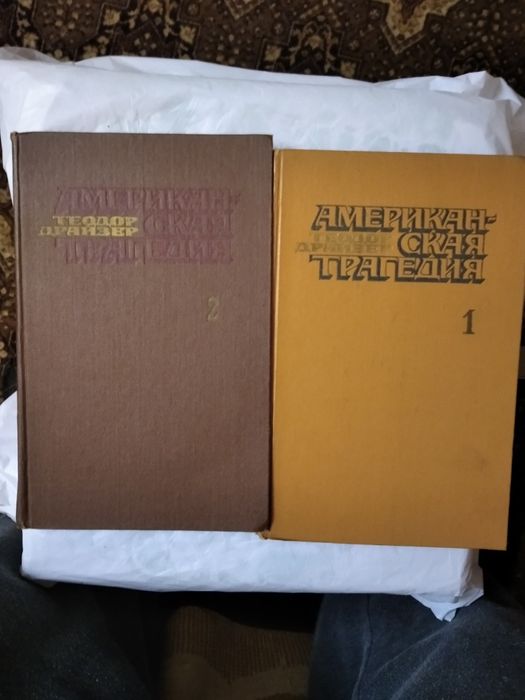 АМЕРИКАН-
ТЕОДОР СКАЯ
ДРАЙЗЕР
ТРАГЕДИЯ
2
АМЕРИКАН-
ТЕОДОР СКАЯ
ДРАЙЗЕР
ТРАГЕДИЯ
1